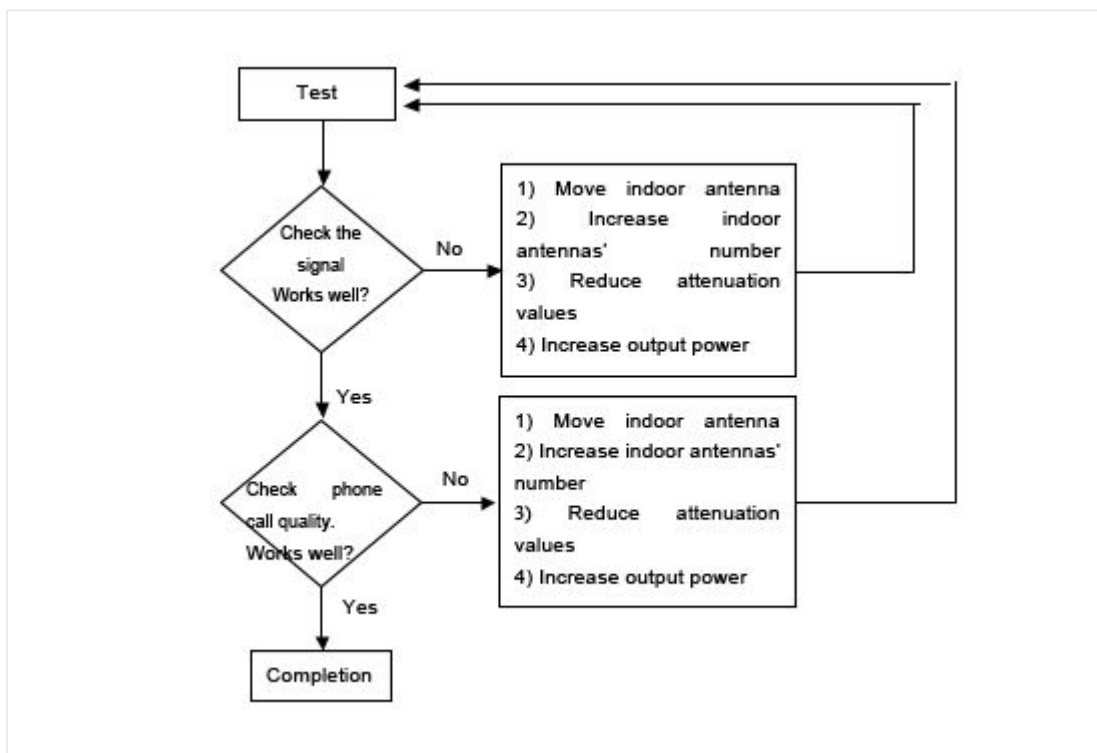 Test
Check the
signal
Works well?
No
1) Move indoor antenna
2) Increase indoor
antennas' number
3) Reduce attenuation
values
4) Increase output power
Yes
Check phone
call quality.
Works well?
No
1) Move indoor antenna
2) Increase indoor antennas'
number
3) Reduce attenuation
values
4) Increase output power
Yes
Completion